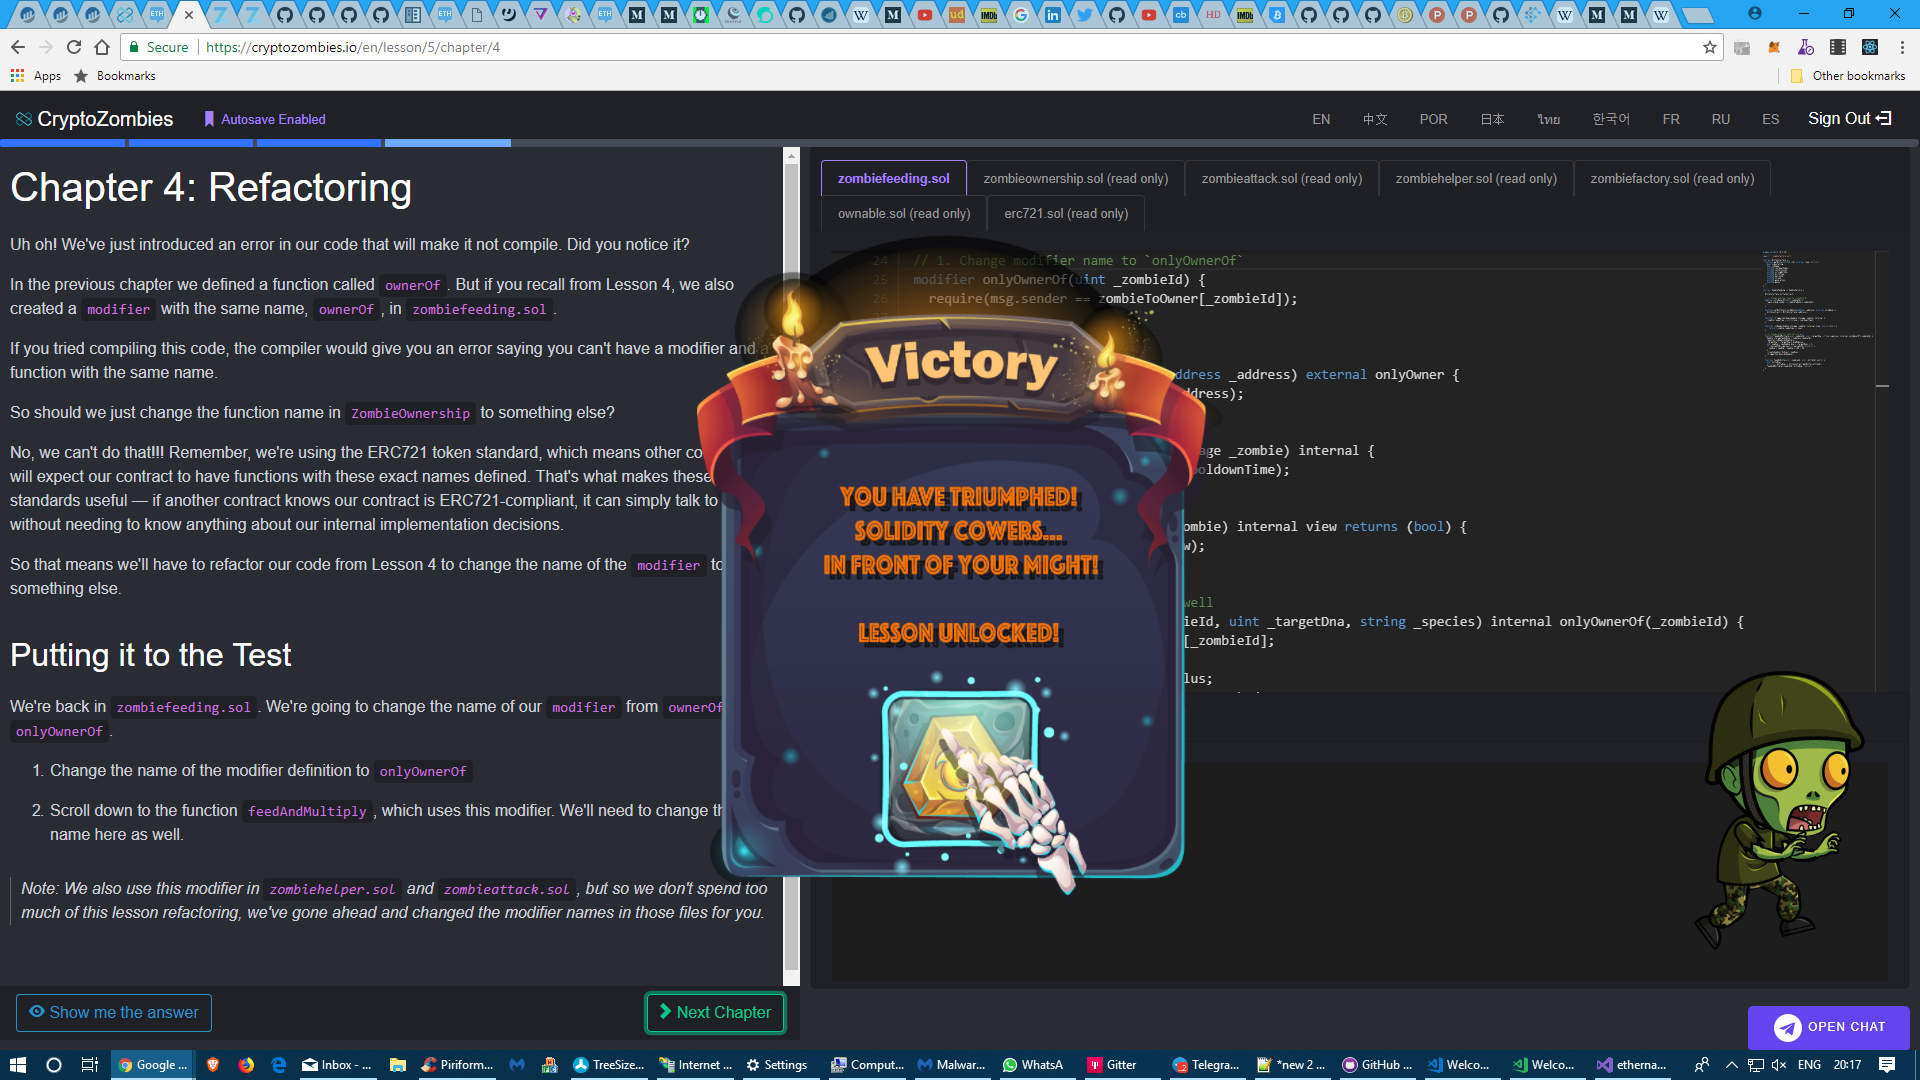 Secure
https://cryptozombies.io/en/lesson/5/chapter/4
Apps
Bookmarks
Other bookmarks
CryptoZombies
Autosave Enabled
EN
中文
POR
日本
ไทย
한국어
FR
RU
ES
Sign Out
Chapter 4: Refactoring
Uh oh! We've just introduced an error in our code that will make it not compile. Did you notice it?
In the previous chapter we defined a function called ownerOf . But if you recall from Lesson 4, we also
created a modifier with the same name, ownerOf , in zombiefeeding.sol .
If you tried compiling this code, the compiler would give you an error saying you can't have a modifier and a
function with the same name.
So should we just change the function name in ZombieOwnership to something else?
No, we can't do that!!! Remember, we're using the ERC721 token standard, which means other co
will expect our contract to have functions with these exact names defined. That's what makes these
standards useful — if another contract knows our contract is ERC721-compliant, it can simply talk to
without needing to know anything about our internal implementation decisions.
So that means we'll have to refactor our code from Lesson 4 to change the name of the modifier to
something else.
Putting it to the Test
We're back in zombiefeeding.sol . We're going to change the name of our modifier from ownerOf
onlyOwnerOf .
1. Change the name of the modifier definition to onlyOwnerOf
2. Scroll down to the function feedAndMultiply , which uses this modifier. We'll need to change th
name here as well.
Note: We also use this modifier in zombiehelper.sol and zombieattack.sol , but so we don't spend too
much of this lesson refactoring, we've gone ahead and changed the modifier names in those files for you.
Show me the answer
Next Chapter
zombiefeeding.sol
zombieownership.sol (read only)
zombieattack.sol (read only)
zombiehelper.sol (read only)
zombiefactory.sol (read only)
ownable.sol (read only)
erc721.sol (read only)
24 // 1. Change modifier name to `onlyOwnerOf`
25 modifier onlyOwnerOf(uint _zombieId) {
26 require(msg.sender == zombieToOwner[_zombieId]);
ddress _address) external onlyOwner {
dress);
age _zombie) internal {
oldownTime);
ombie) internal view returns (bool) {
w);
well
ieId, uint _targetDna, string _species) internal onlyOwnerOf(_zombieId) {
[_zombieId];
lus;
Victory
YOU HAVE TRIUMPHED!
SOLIDITY COWERS...
IN FRONT OF YOUR MIGHT!
LESSON UNLOCKED!
OPEN CHAT
Google ...
Inbox - ...
Piriform...
TreeSize...
Internet ...
Settings
Comput...
Malwar...
WhatsA
Gitter
Telegra...
*new 2 ...
GitHub ...
Welco...
Welco...
etherna...
ENG
20:17